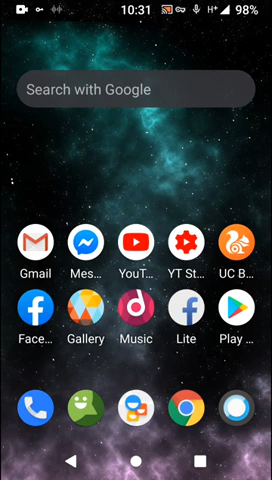 10:31 H+ 98%
Search with Google
Gmail Mes... YouT... YT St... UC B...
Face... Gallery Music Lite Play ...